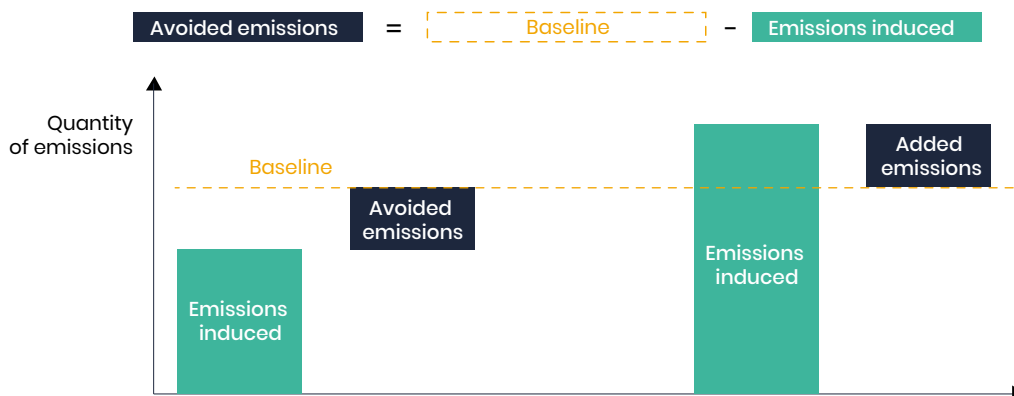 Avoided emissions = Baseline - Emissions induced
Quantity
of emissions
Baseline
Avoided
emissions
Added
emissions
Emissions
induced
Emissions
induced